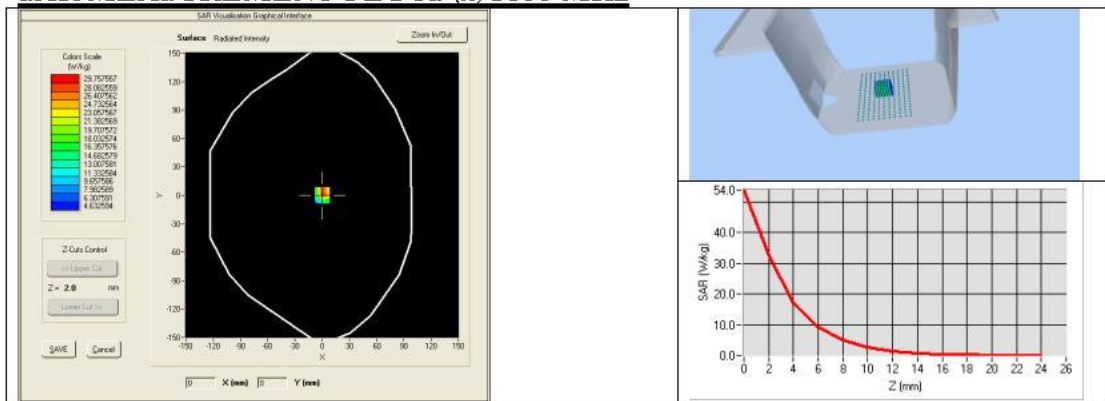 SAR Visualisation Graphical Interface
Surface Radiated Intensity
Zoom In/Out
Colors Scale
(W/kg)
29.757557
28.082559
26.407562
24.732564
23.057567
21.382569
19.707572
18.032574
16.357576
14.682579
13.007581
11.332584
9.657586
7.982589
6.307591
4.632594
Z-Cuts Control
<< Upper Cut
Z = 2.0 mm
Lower Cut >>
SAVE Cancel
150
120
90
60
30
0
-30
-60
-90
-120
-150
Y
-150 -120 -90 -60 -30 0 30 60 90 120 150
X
0 X (mm) 0 Y (mm)
54.0
40.0
30.0
20.0
10.0
0.0
SAR (W/kg)
0 2 4 6 8 10 12 14 16 18 20 22 24 26
Z (mm)